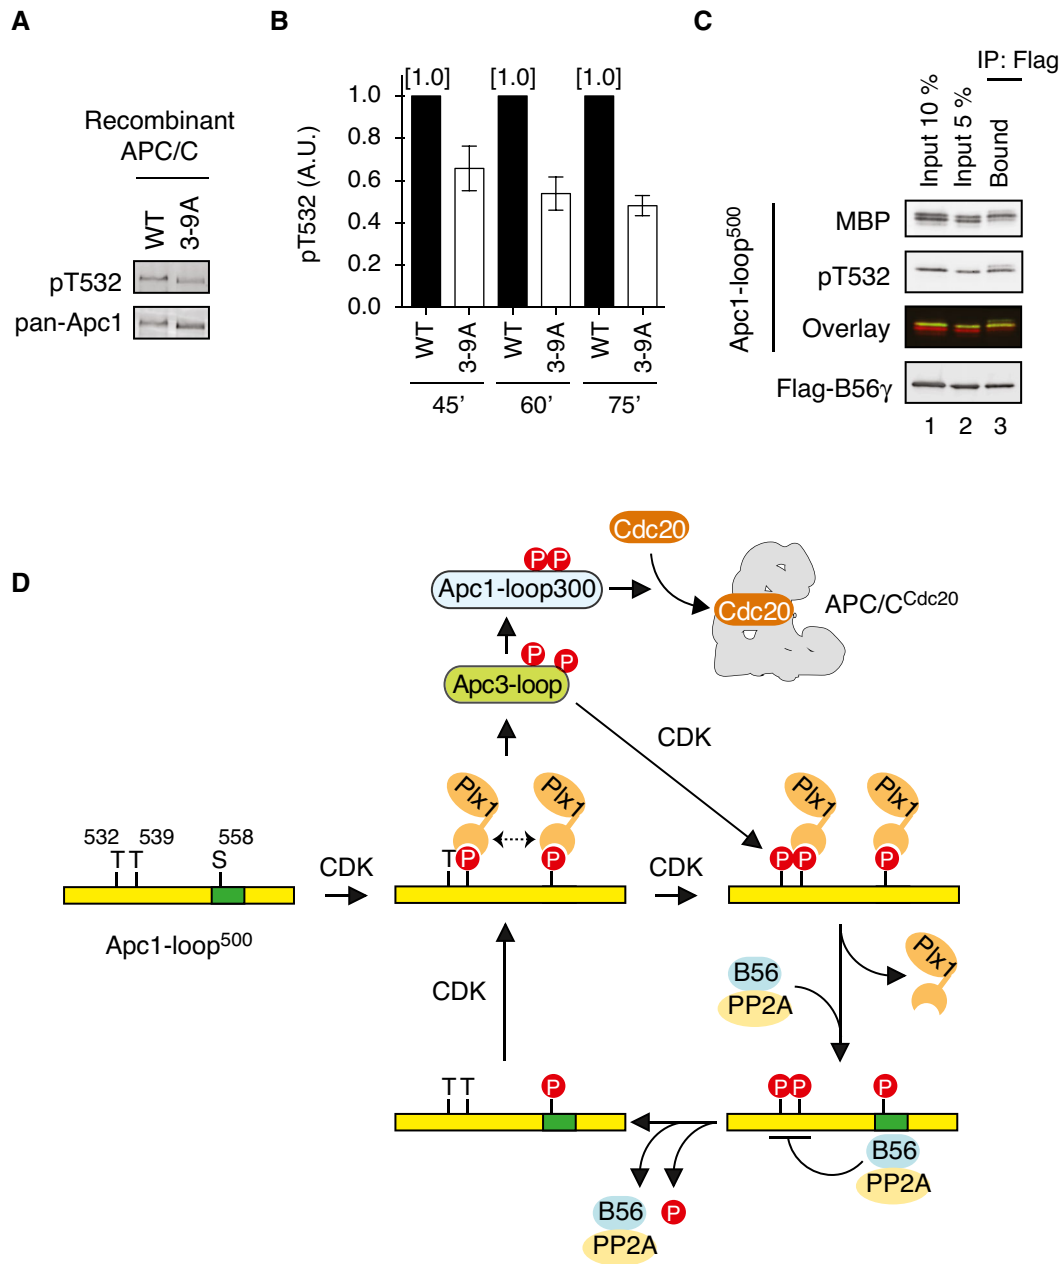 A
Recombinant
APC/C
WT
3-9A
pT532
pan-Apc1
B
pT532 (A.U.)
[1.0]
[1.0]
[1.0]
1.0
0.8
0.6
0.4
0.2
0.0
WT
3-9A
WT
3-9A
WT
3-9A
45’
60’
75’
C
IP: Flag
Input 10 %
Input 5 %
Bound
Apc1-loop500
MBP
pT532
Overlay
Flag-B56γ
1 2 3
D
Cdc20
P P
Apc1-loop300
Cdc20
APC/CCdc20
P P
Apc3-loop
CDK
Plx1
Plx1
Plx1
Plx1
532 539 558
T T S
Apc1-loop500
CDK
T P P
CDK
P P P
CDK
B56
PP2A
Plx1
T T P
P P P
B56
PP2A
B56
PP2A
P